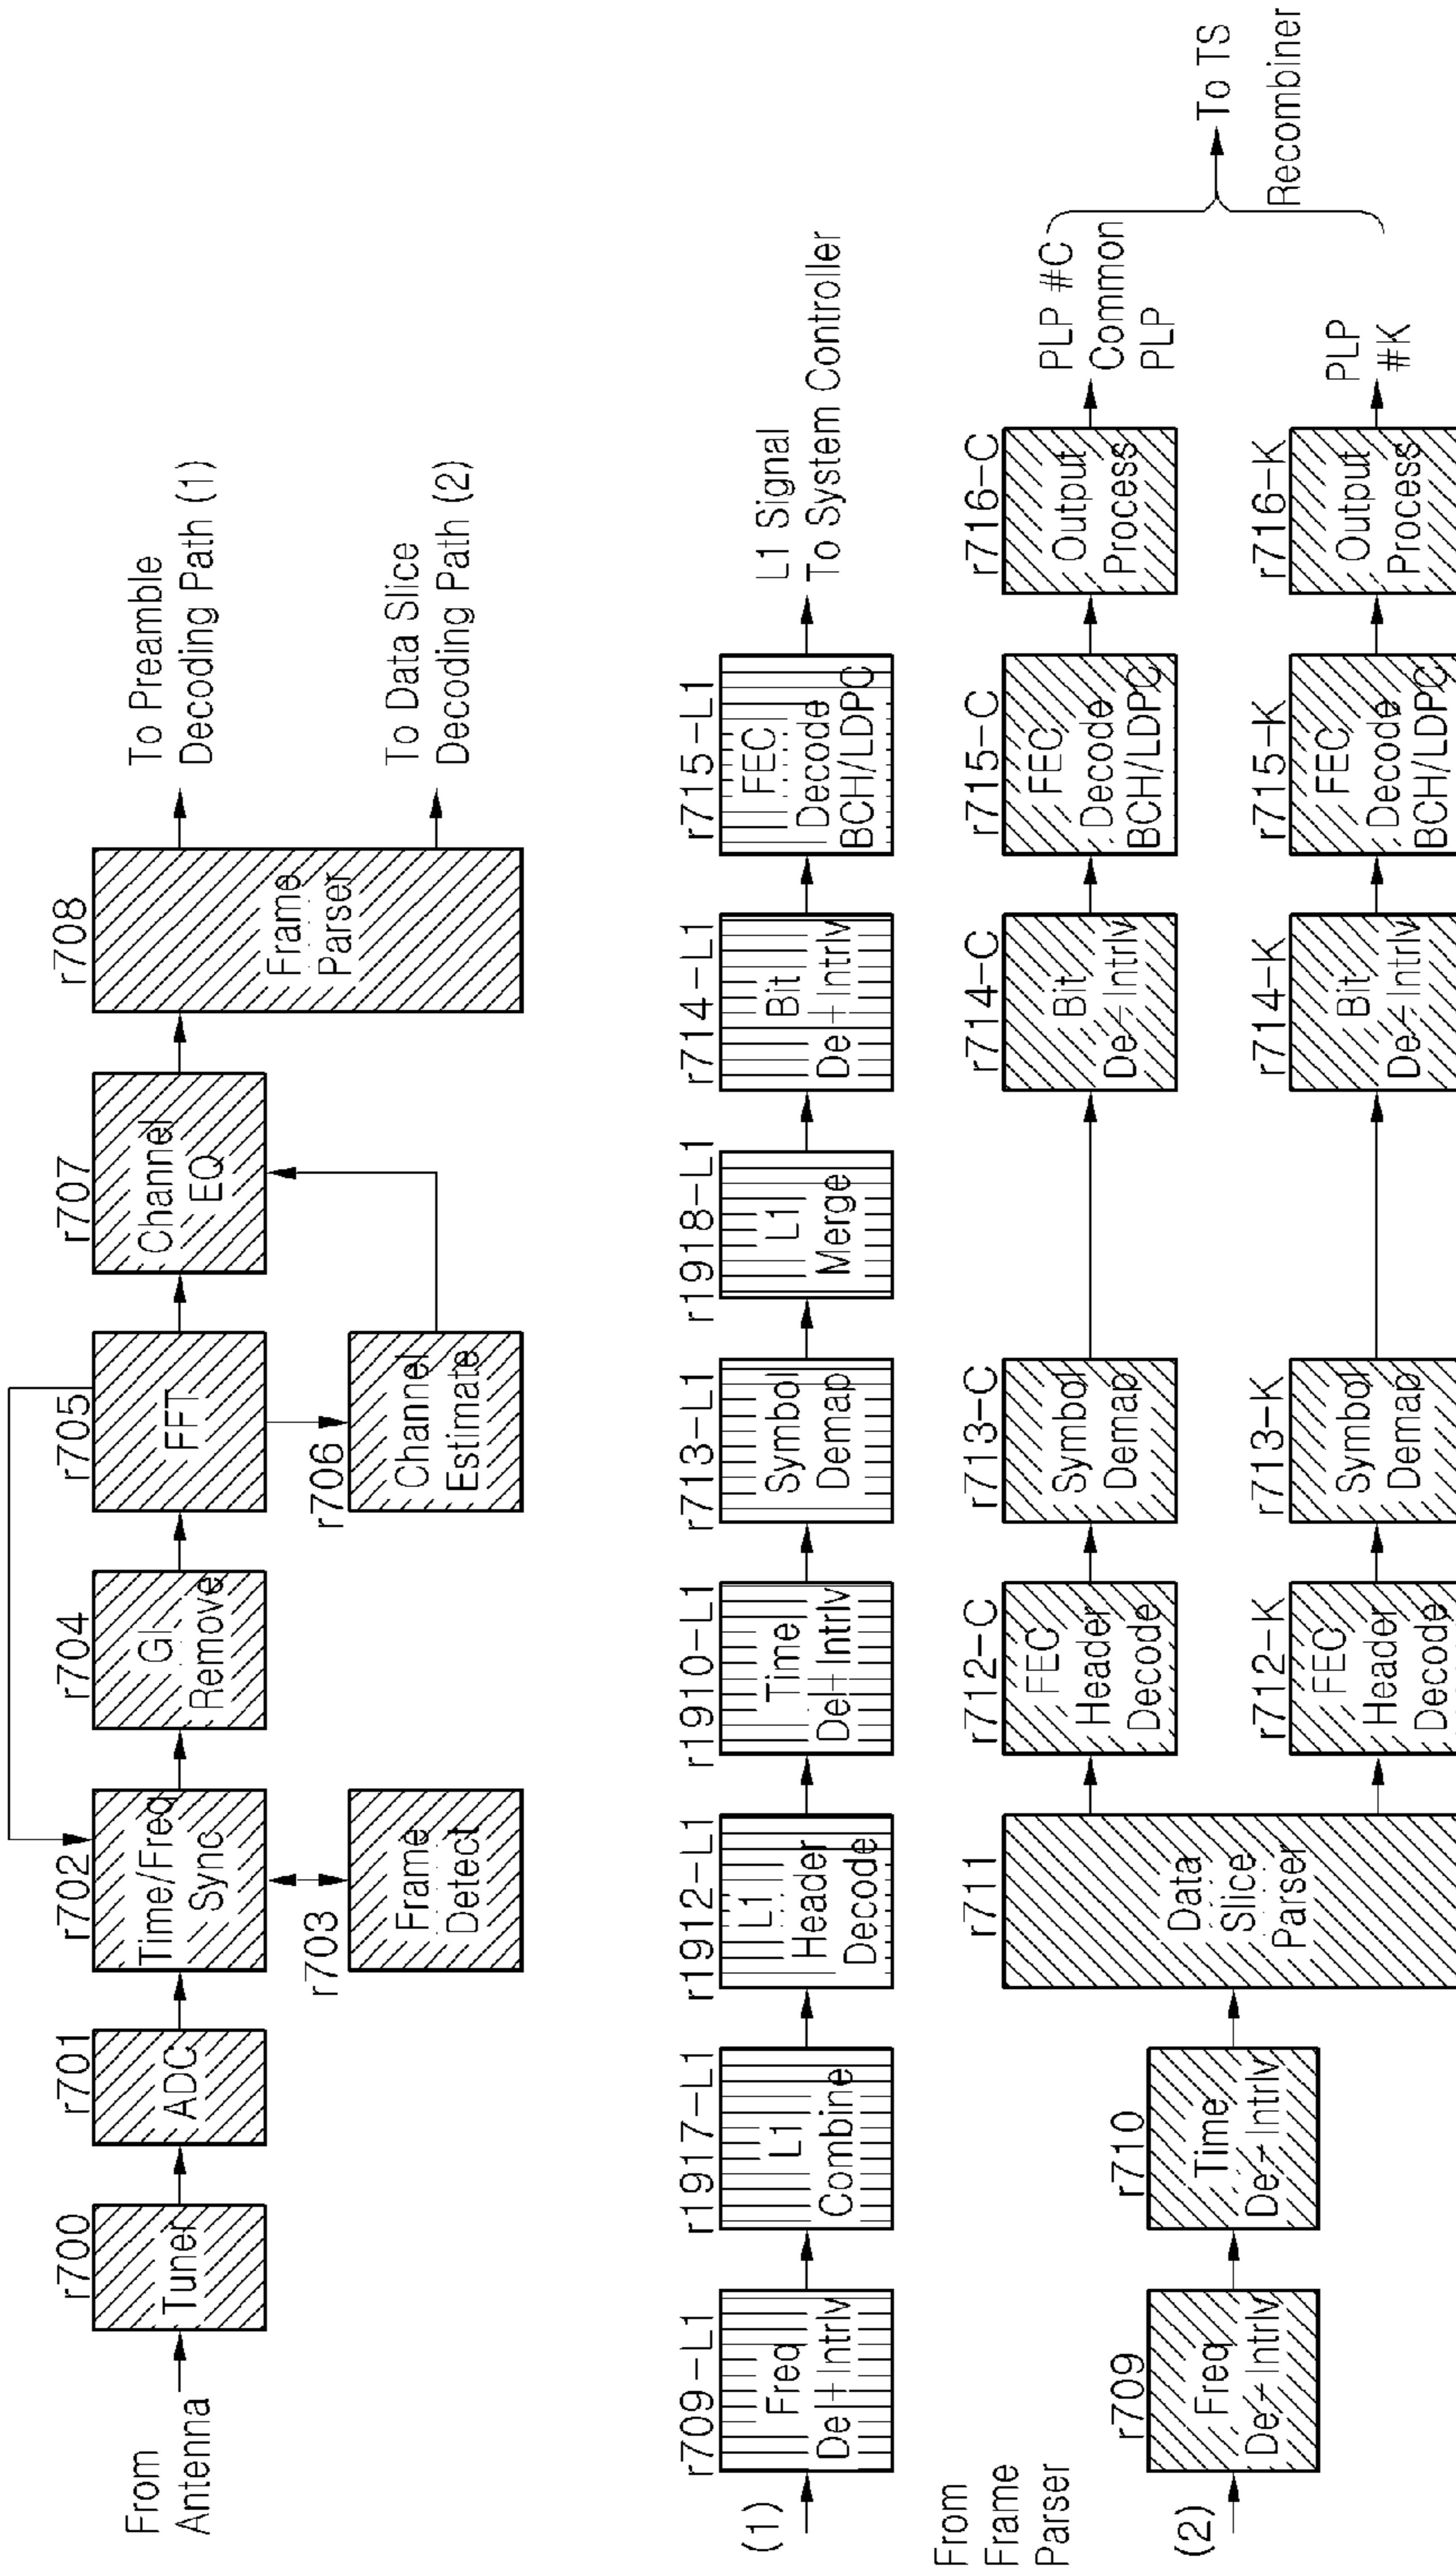 From
Antenna
r700
Tuner
r701
ADC
r702
Time/Freq
Sync
r703
Frame
Detect
r704
GI
Remove
r705
FFT
r706
Channel
Estimate
r707
Channel
EQ
r708
Frame
Parser
To Preamble
Decoding Path (1)
To Data Slice
Decoding Path (2)
(1)
r709-L1
Freq
De-Intrlv
r1917-L1
L1
Combine
r1912-L1
L1
Header
Decode
r1910-L1
Time
De-Intrlv
r713-L1
Symbol
Demap
r1918-L1
L1
Merge
r714-L1
Bit
De-Intrlv
r715-L1
FEC
Decode
BCH/LDPC
L1 Signal
To System Controller
From
Frame
Parser
(2)
r709
Freq
De-Intrlv
r710
Time
De-Intrlv
r711
Data
Slice
Parser
r712-C
FEC
Header
Decode
r713-C
Symbol
Demap
r714-C
Bit
De-Intrlv
r715-C
FEC
Decode
BCH/LDPC
r716-C
Output
Process
PLP #C
Common
PLP
r712-K
FEC
Header
Decode
r713-K
Symbol
Demap
r714-K
Bit
De-Intrlv
r715-K
FEC
Decode
BCH/LDPC
r716-K
Output
Process
PLP
#K
To TS
Recombiner